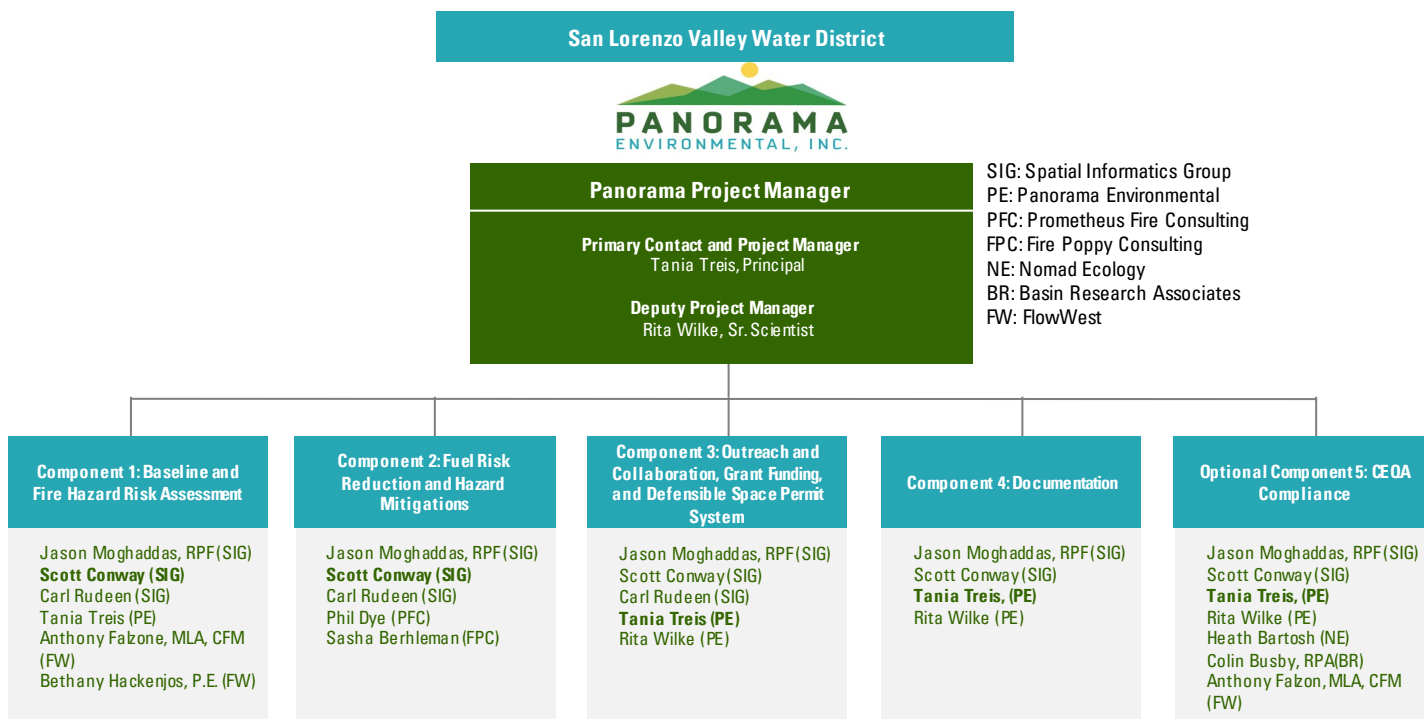 San Lorenzo Valley Water District
PANORAMA
ENVIRONMENTAL, INC.
Panorama Project Manager
Primary Contact and Project Manager
Tania Treis, Principal
Deputy Project Manager
Rita Wilke, Sr. Scientist
SIG: Spatial Informatics Group
PE: Panorama Environmental
PFC: Prometheus Fire Consulting
FPC: Fire Poppy Consulting
NE: Nomad Ecology
BR: Basin Research Associates
FW: FlowWest
Component 1: Baseline and
Fire Hazard Risk Assessment
Jason Moghaddas, RPF (SIG)
Scott Conway (SIG)
Carl Rudeen (SIG)
Tania Treis (PE)
Anthony Falzone, MLA, CFM
(FW)
Bethany Hackenjos, P.E. (FW)
Component 2: Fuel Risk
Reduction and Hazard
Mitigations
Jason Moghaddas, RPF (SIG)
Scott Conway (SIG)
Carl Rudeen (SIG)
Phil Dye (PFC)
Sasha Berhleman (FPC)
Component 3: Outreach and
Collaboration, Grant Funding,
and Defensible Space Permit
System
Jason Moghaddas, RPF (SIG)
Scott Conway (SIG)
Carl Rudeen (SIG)
Tania Treis (PE)
Rita Wilke (PE)
Component 4: Documentation
Jason Moghaddas, RPF (SIG)
Scott Conway (SIG)
Tania Treis, (PE)
Rita Wilke (PE)
Optional Component 5: CEQA
Compliance
Jason Moghaddas, RPF (SIG)
Scott Conway (SIG)
Tania Treis, (PE)
Rita Wilke (PE)
Heath Bartosh (NE)
Colin Busby, RPA(BR)
Anthony Falzon, MLA, CFM
(FW)